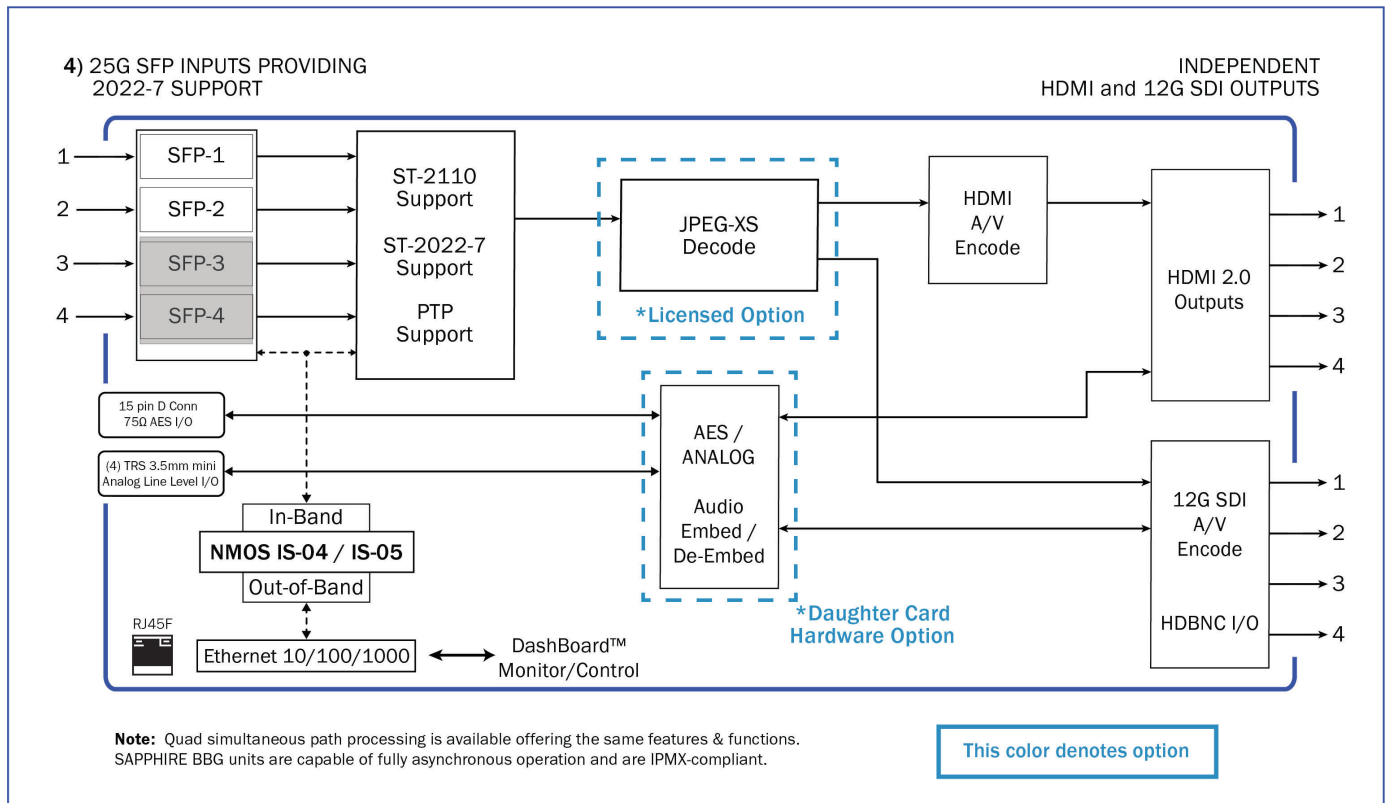 4) 25G SFP INPUTS PROVIDING
2022-7 SUPPORT
INDEPENDENT
HDMI and 12G SDI OUTPUTS
1
SFP-1
2
SFP-2
3
SFP-3
4
SFP-4
ST-2110
Support
ST-2022-7
Support
PTP
Support
JPEG-XS
Decode
*Licensed Option
HDMI
A/V
Encode
HDMI 2.0
Outputs
1
2
3
4
15 pin D Conn
75Ω AES I/O
(4) TRS 3.5mm mini
Analog Line Level I/O
AES /
ANALOG
Audio
Embed /
De-Embed
*Daughter Card
Hardware Option
12G SDI
A/V
Encode
HDBNC I/O
1
2
3
4
In-Band
NMOS IS-04 / IS-05
Out-of-Band
RJ45F
Ethernet 10/100/1000
DashBoard™
Monitor/Control
Note: Quad simultaneous path processing is available offering the same features & functions.
SAPPHIRE BBG units are capable of fully asynchronous operation and are IPMX-compliant.
This color denotes option